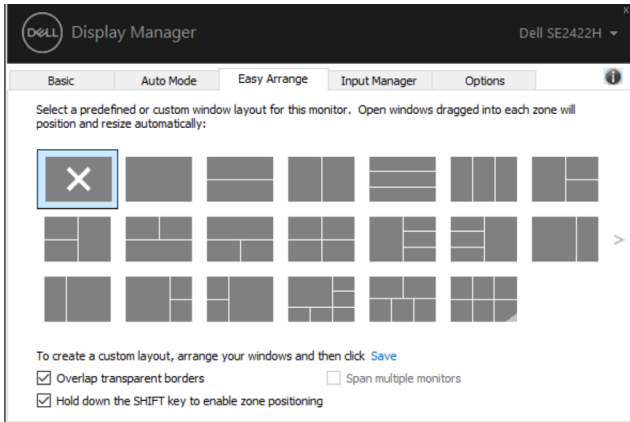 DELL Display Manager
Dell SE2422H
x
Basic Auto Mode Easy Arrange Input Manager Options
Select a predefined or custom window layout for this monitor. Open windows dragged into each zone will
position and resize automatically:
To create a custom layout, arrange your windows and then click Save
Overlap transparent borders Span multiple monitors
Hold down the SHIFT key to enable zone positioning